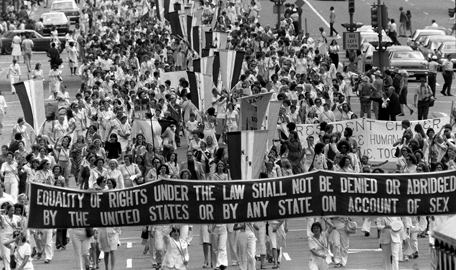 EQUALITY OF RIGHTS UNDER THE LAW SHALL NOT BE DENIED OR ABRIDGED
BY THE UNITED STATES OR BY ANY STATE ON ACCOUNT OF SEX